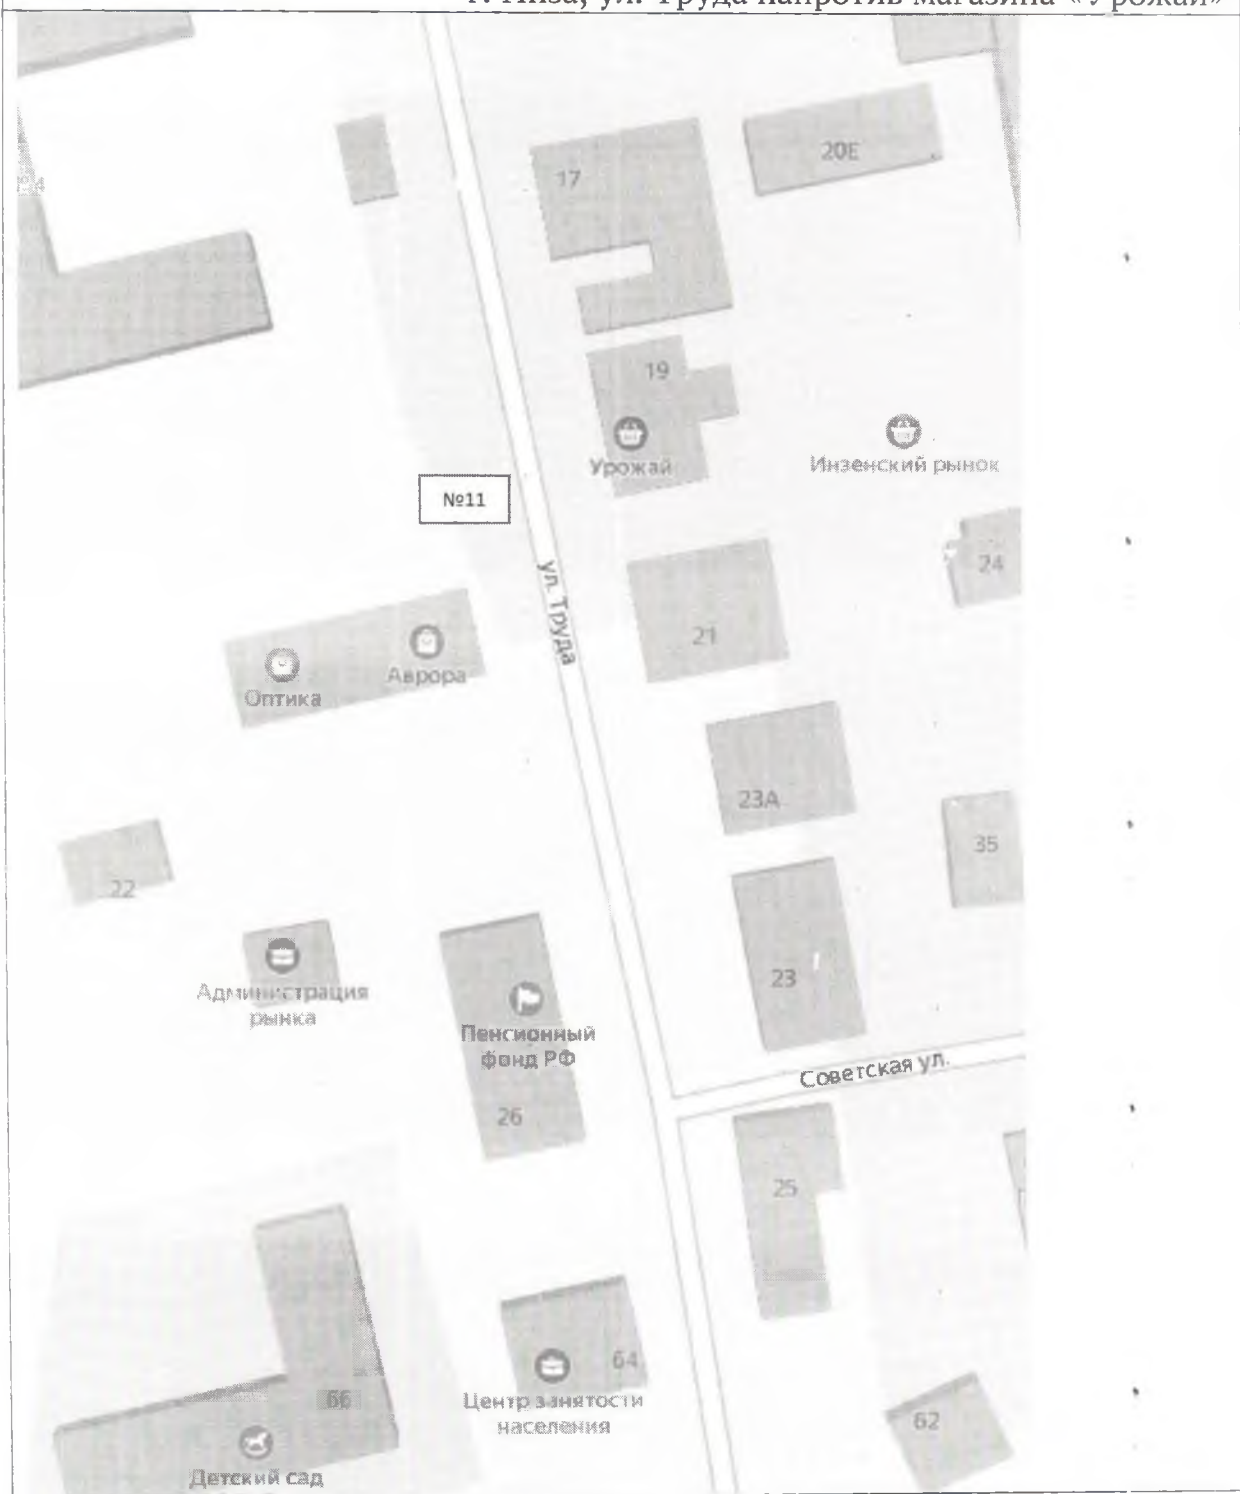 г. Инза, ул. Труда напротив магазина «Урожай»
20Е
17
19
Урожай
Инзенский рынок
№11
24
ул. Труда
21
Аврора
Оптика
23А
35
22
Администрация
рынка
23
Пенсионный
фонд РФ
Советская ул.
26
25
64
66
Центр занятости
населения
62
Детский сад